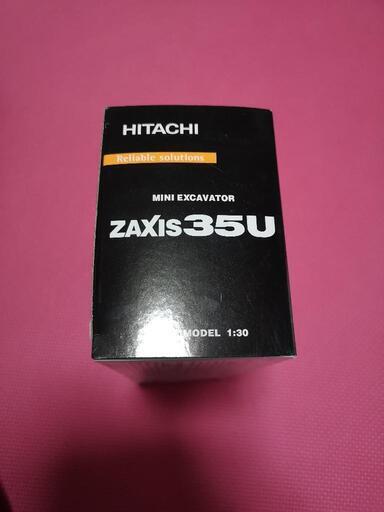 HITACHI
Reliable solutions
MINI EXCAVATOR
ZAXIS35U
MODEL 1:30